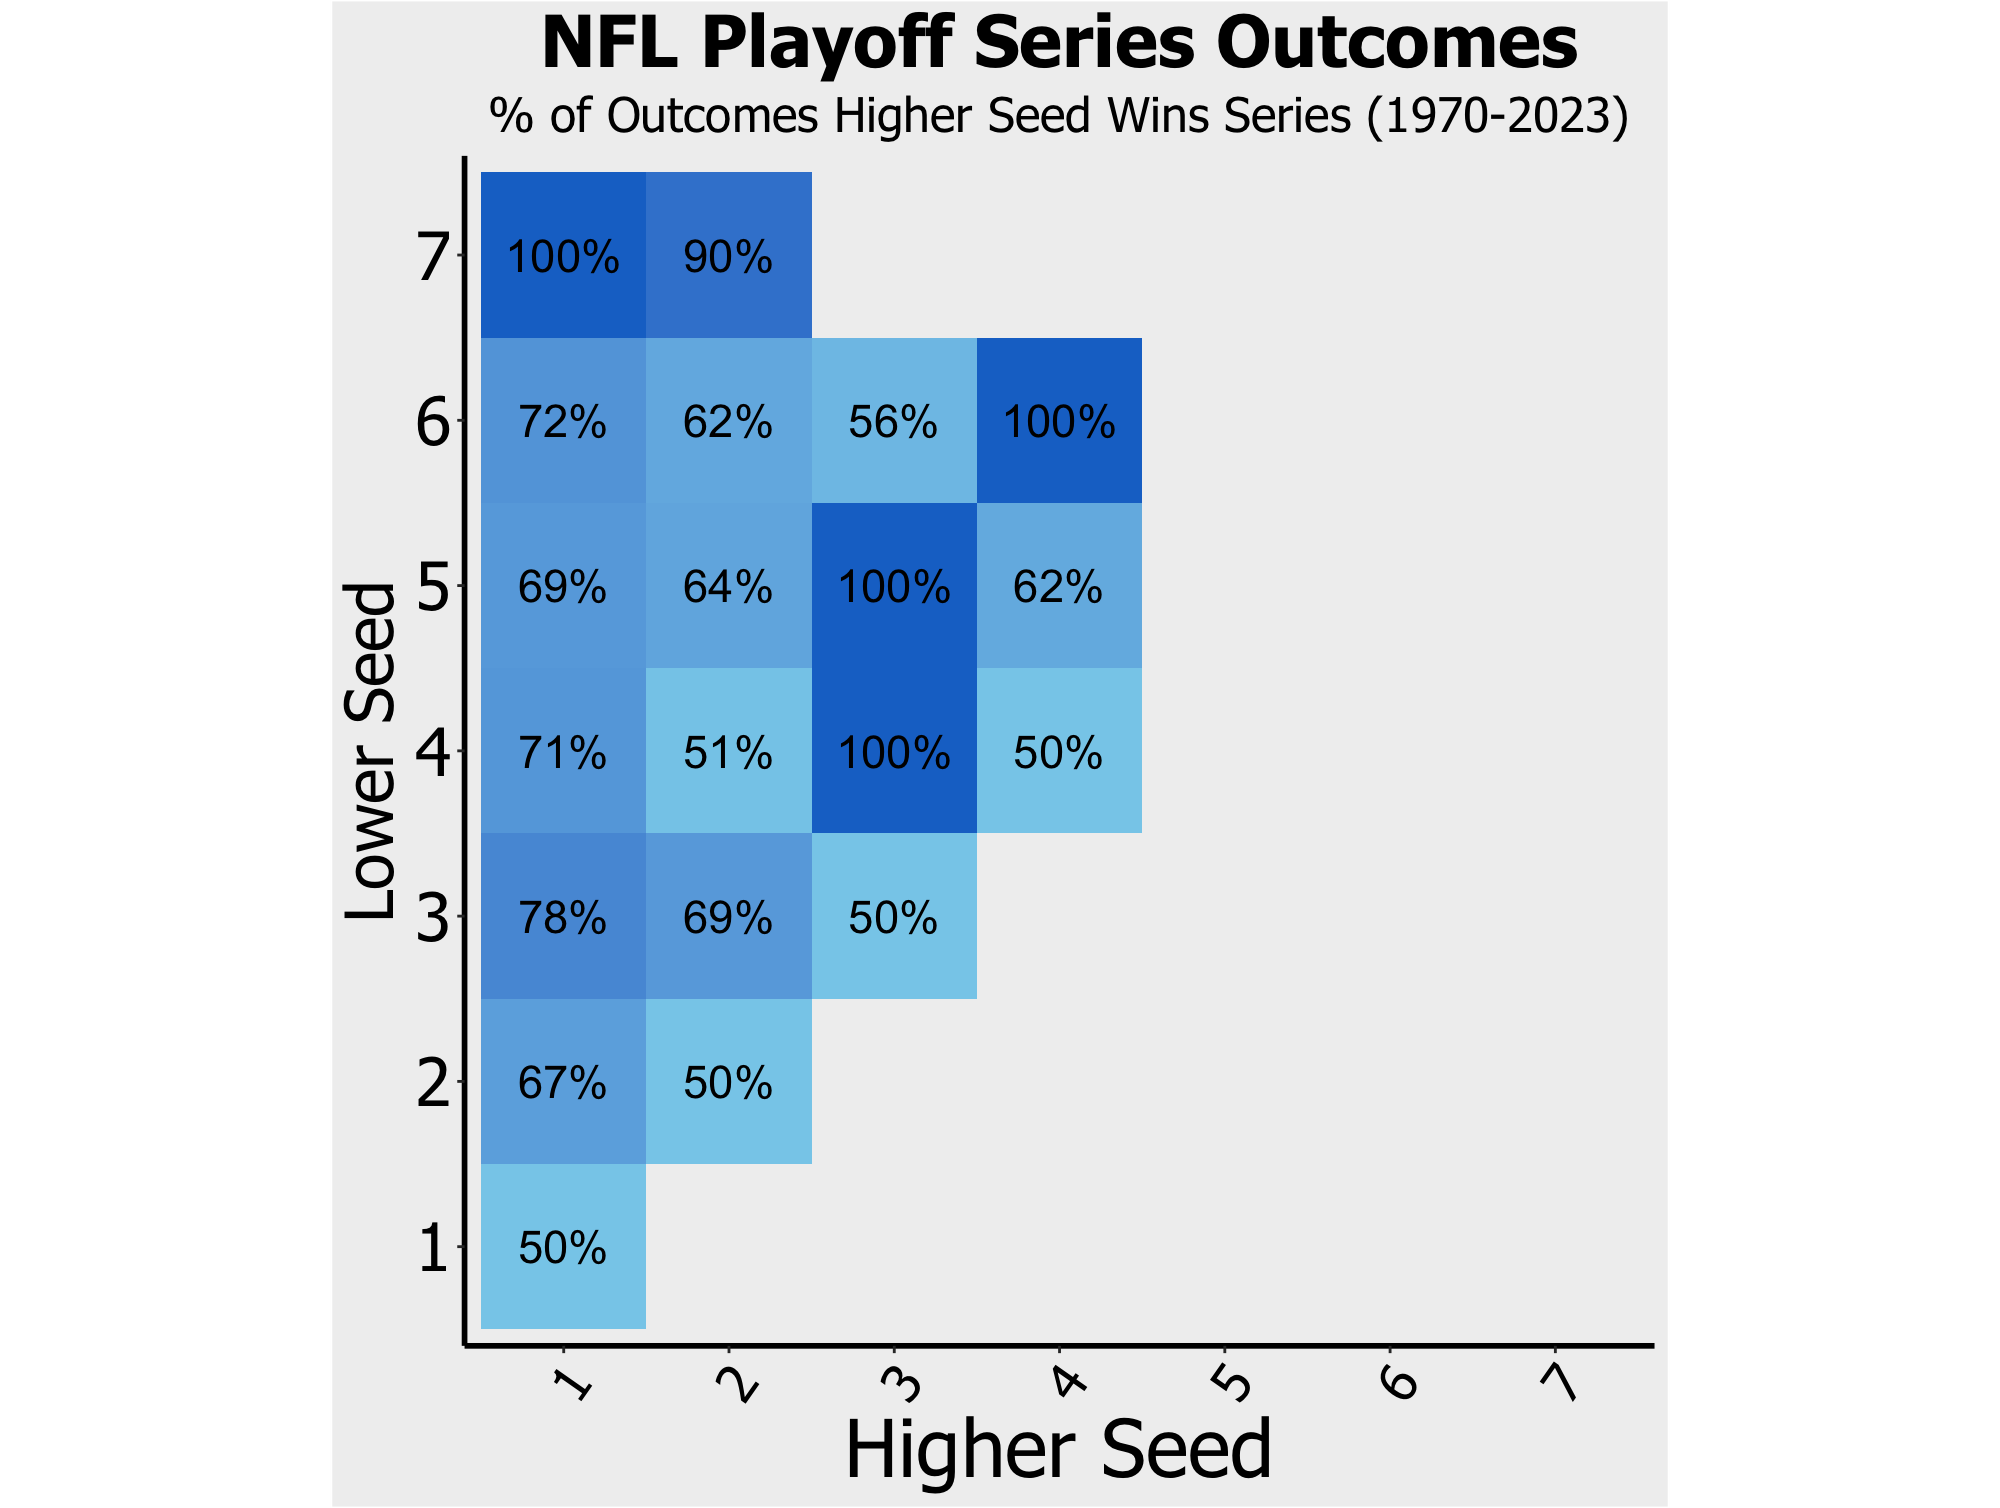 NFL Playoff Series Outcomes
% of Outcomes Higher Seed Wins Series (1970-2023)
Lower Seed
7 100% 90%
6 72% 62% 56% 100%
5 69% 64% 100% 62%
4 71% 51% 100% 50%
3 78% 69% 50%
2 67% 50%
1 50%
1 2 3 4 5 6 7
Higher Seed